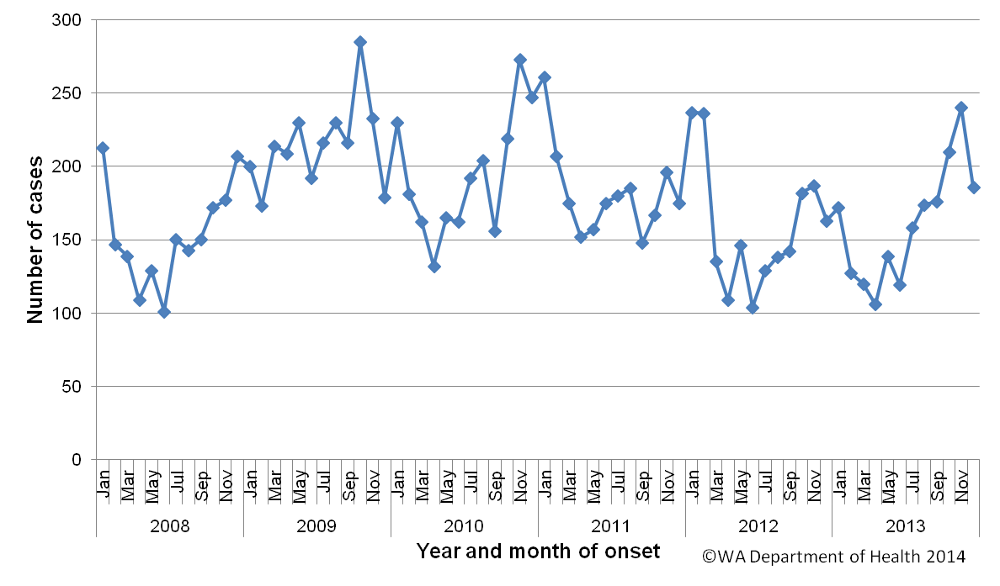 300
250
200
150
100
50
0
Number of cases
Jan Mar May Jul Sep Nov Jan Mar May Jul Sep Nov Jan Mar May Jul Sep Nov Jan Mar May Jul Sep Nov Jan Mar May Jul Sep Nov Jan Mar May Jul Sep Nov
2008 2009 2010 2011 2012 2013
Year and month of onset
©WA Department of Health 2014